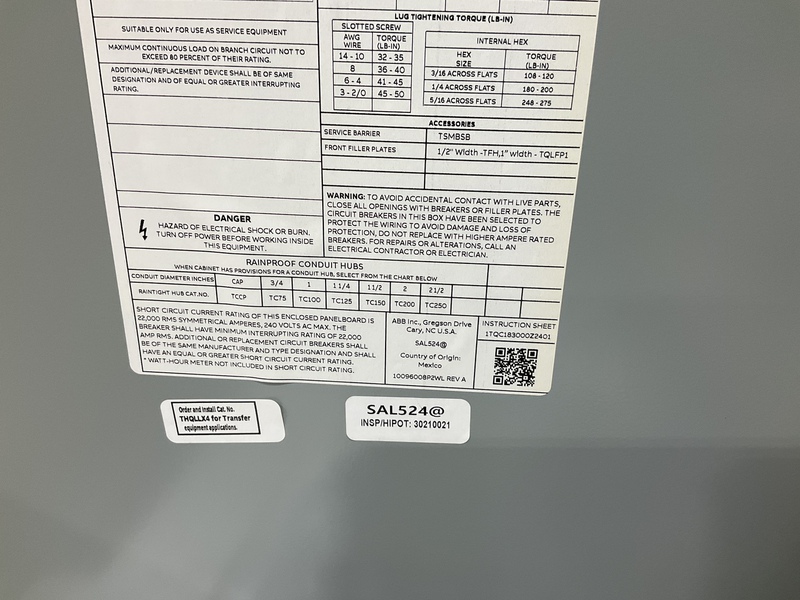 LUG TIGHTENING TORQUE (LB-IN)
SUITABLE ONLY FOR USE AS SERVICE EQUIPMENT
MAXIMUM CONTINUOUS LOAD ON BRANCH CIRCUIT NOT TO
EXCEED 80 PERCENT OF THEIR RATING.
ADDITIONAL/REPLACEMENT DEVICE SHALL BE OF SAME
DESIGNATION AND OF EQUAL OR GREATER INTERRUPTING
RATING.
SLOTTED SCREW
AWG WIRE TORQUE (LB-IN)
14 - 10 32 - 35
8 36 - 40
6 - 4 41 - 45
3 - 2/0 45 - 50
INTERNAL HEX
HEX SIZE TORQUE (LB-IN)
3/16 ACROSS FLATS 108 - 120
1/4 ACROSS FLATS 180 - 200
5/16 ACROSS FLATS 248 - 275
ACCESSORIES
SERVICE BARRIER TSMBSB
FRONT FILLER PLATES 1/2" Width -TFH,1" width - TQLFP1
DANGER
HAZARD OF ELECTRICAL SHOCK OR BURN.
TURN OFF POWER BEFORE WORKING INSIDE
THIS EQUIPMENT.
WARNING: TO AVOID ACCIDENTAL CONTACT WITH LIVE PARTS,
CLOSE ALL OPENINGS WITH BREAKERS OR FILLER PLATES. THE
CIRCUIT BREAKERS IN THIS BOX HAVE BEEN SELECTED TO
PROTECT THE WIRING TO AVOID DAMAGE AND LOSS OF
PROTECTION, DO NOT REPLACE WITH HIGHER AMPERE RATED
BREAKERS. FOR REPAIRS OR ALTERATIONS, CALL AN
ELECTRICAL CONTRACTOR OR ELECTRICIAN.
RAINPROOF CONDUIT HUBS
WHEN CABINET HAS PROVISIONS FOR A CONDUIT HUB, SELECT FROM THE CHART BELOW
CONDUIT DIAMETER INCHES CAP 3/4 1 1 1/4 1 1/2 2 2 1/2
RAINTIGHT HUB CAT.NO. TCCP TC75 TC100 TC125 TC150 TC200 TC250
SHORT CIRCUIT CURRENT RATING OF THIS ENCLOSED PANELBOARD IS
22,000 RMS SYMMETRICAL AMPERES, 240 VOLTS AC MAX. THE
BREAKER SHALL HAVE MINIMUM INTERRUPTING RATING OF 22,000
AMP RMS. ADDITIONAL OR REPLACEMENT CIRCUIT BREAKERS SHALL
BE OF THE SAME MANUFACTURER AND TYPE DESIGNATION AND SHALL
HAVE AN EQUAL OR GREATER SHORT CIRCUIT CURRENT RATING.
* WATT-HOUR METER NOT INCLUDED IN SHORT CIRCUIT RATING.
ABB Inc., Gregson Drive
Cary, NC U.S.A.
SAL524@
Country of Origin:
Mexico
10096008P2WL REV A
INSTRUCTION SHEET
1TQC183000Z2401
Order and Install Cat. No.
THQLLX4 for Transfer
equipment applications.
SAL524@
INSP/HIPOT: 30210021